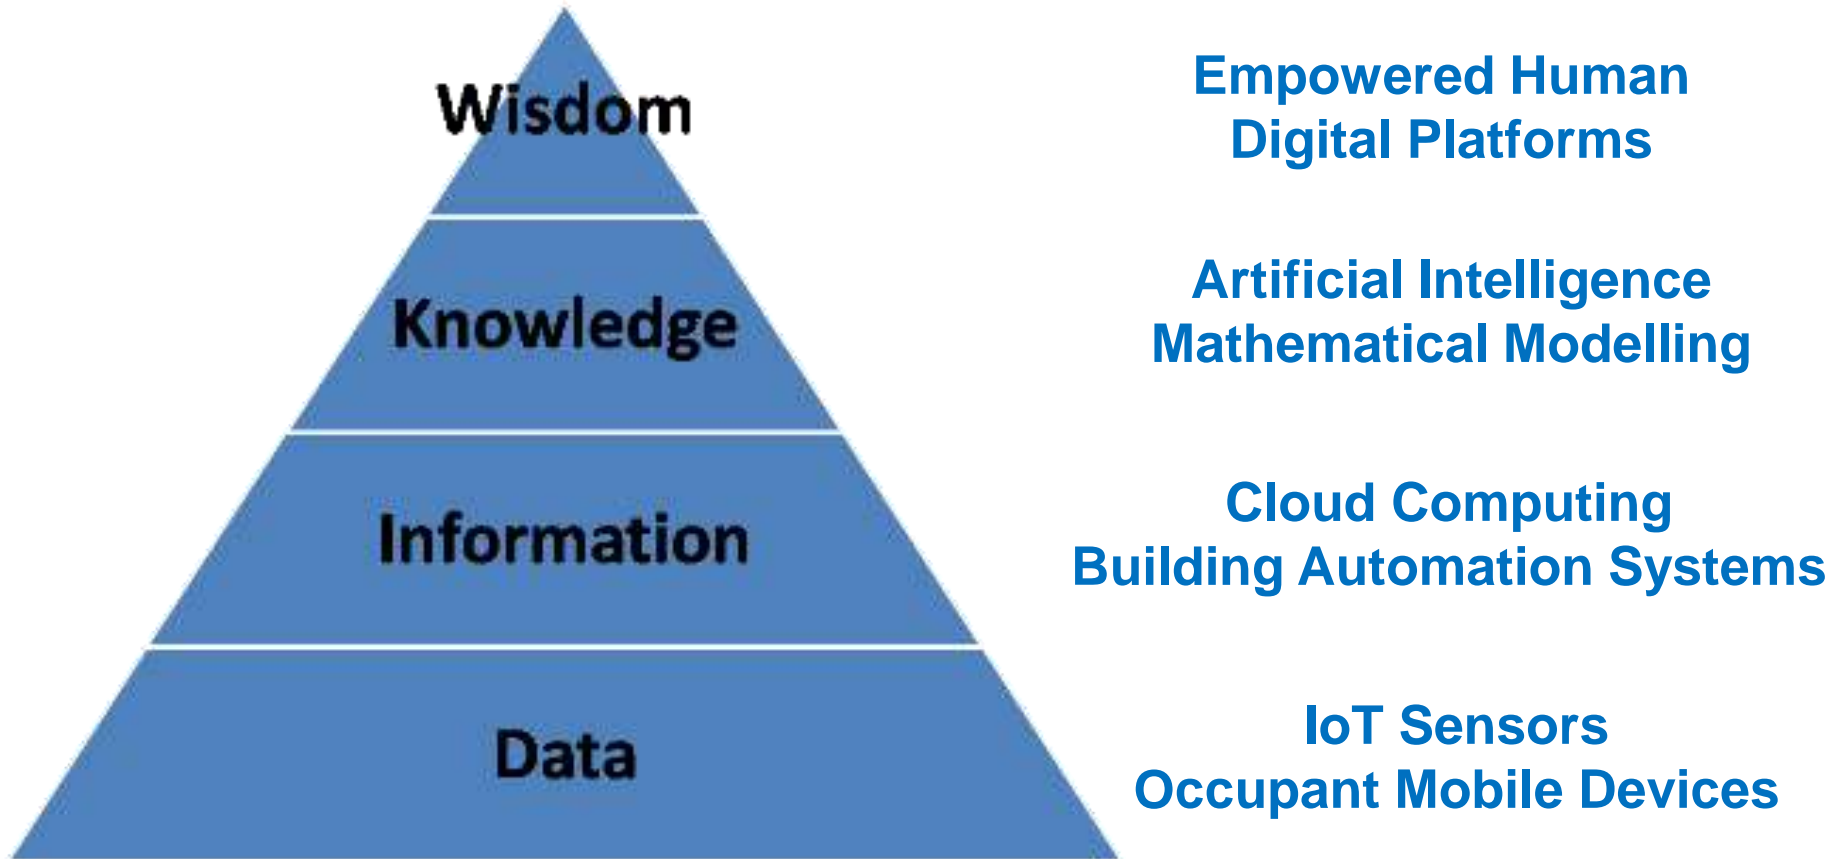 Wisdom
Empowered Human
Digital Platforms
Knowledge
Artificial Intelligence
Mathematical Modelling
Information
Cloud Computing
Building Automation Systems
Data
IoT Sensors
Occupant Mobile Devices